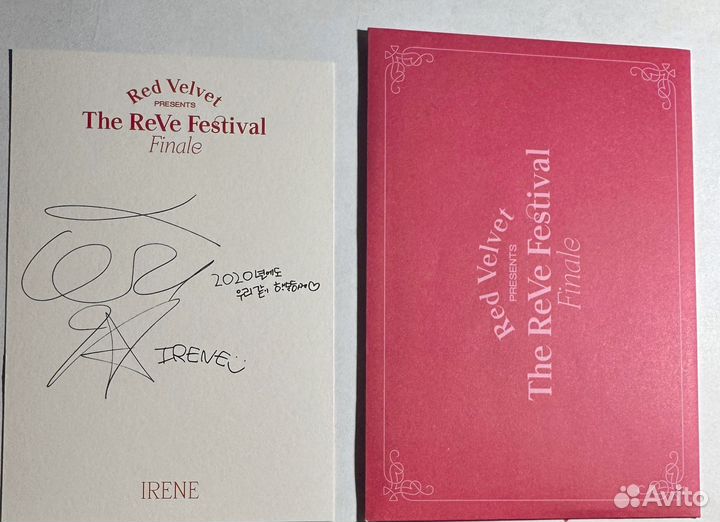 Red Velvet
PRESENTS
The ReVe Festival
Finale
2020년에도
우리 같이 행복해요♡
IRENE
IRENE
Red Velvet
PRESENTS
The ReVe Festival
Finale
Avito